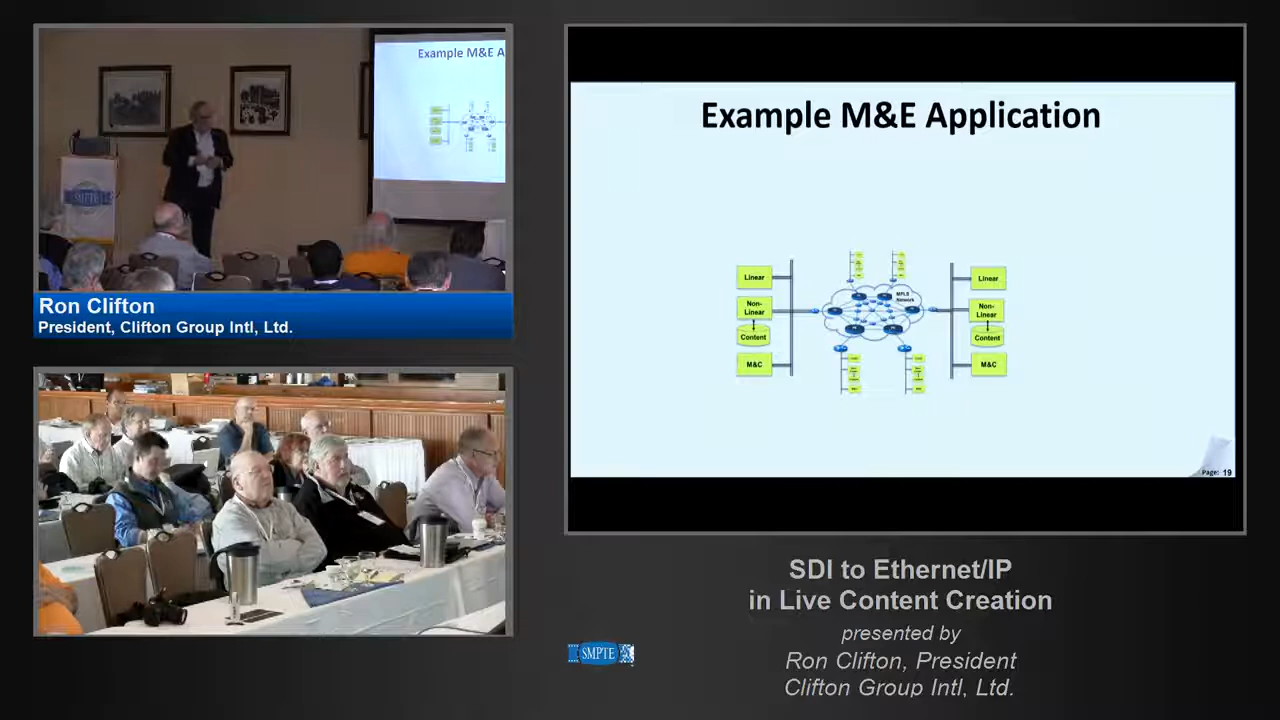 Example M&E A
SMPTE
Ron Clifton
President, Clifton Group Intl, Ltd.
Example M&E Application
Linear
Non-
Linear
Content
M&C
MPLS
Network
Linear
Non-
Linear
Content
M&C
Page: 19
SDI to Ethernet/IP
in Live Content Creation
presented by
Ron Clifton, President
Clifton Group Intl, Ltd.
SMPTE